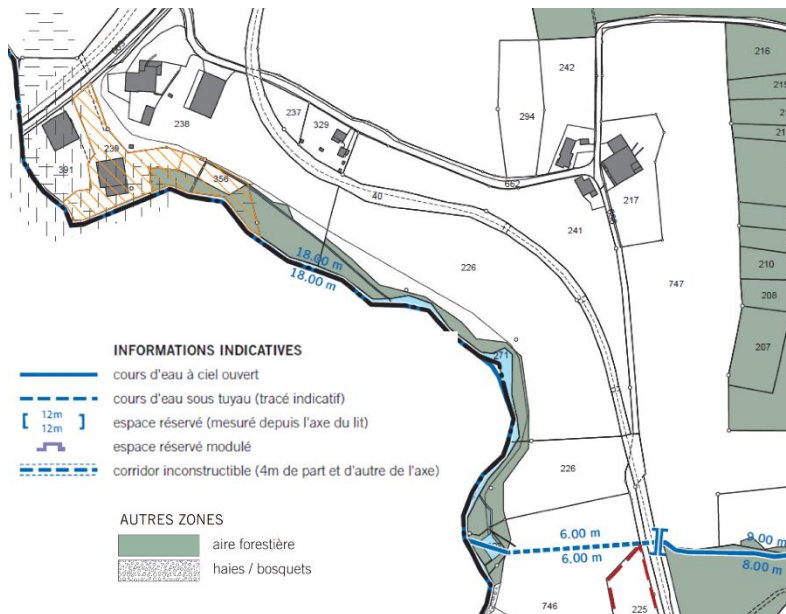 216
215
242
294
237
329
238
239
391
356
662
40
241
217
226
747
210
208
207
18.00 m
18.00 m
271
INFORMATIONS INDICATIVES
cours d'eau à ciel ouvert
cours d'eau sous tuyau (tracé indicatif)
12m
12m
espace réservé (mesuré depuis l'axe du lit)
espace réservé modulé
corridor inconstructible (4m de part et d'autre de l'axe)
226
AUTRES ZONES
aire forestière
haies / bosquets
6.00 m
6.00 m
9.00 m
8.00 m
746
225